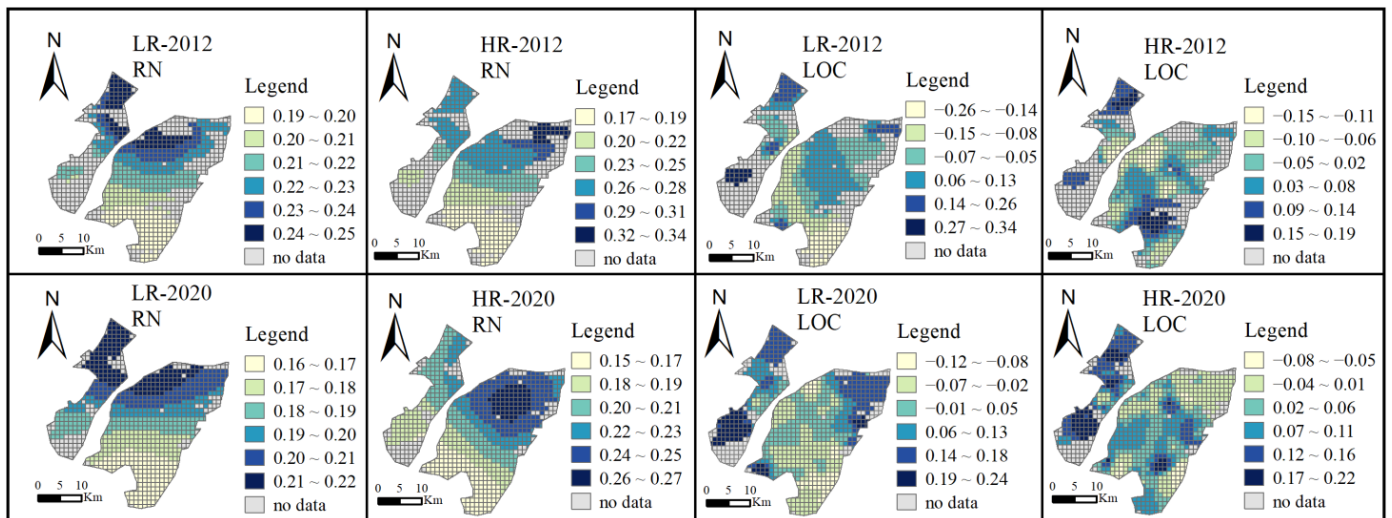 N
LR-2012
RN
Legend
0.19 ~ 0.20
0.20 ~ 0.21
0.21 ~ 0.22
0.22 ~ 0.23
0.23 ~ 0.24
0.24 ~ 0.25
no data
0 5 10
Km
N
HR-2012
RN
Legend
0.17 ~ 0.19
0.20 ~ 0.22
0.23 ~ 0.25
0.26 ~ 0.28
0.29 ~ 0.31
0.32 ~ 0.34
no data
0 5 10
Km
N
LR-2012
LOC
Legend
−0.26 ~ −0.14
−0.15 ~ −0.08
−0.07 ~ −0.05
0.06 ~ 0.13
0.14 ~ 0.26
0.27 ~ 0.34
no data
0 5 10
Km
N
HR-2012
LOC
Legend
−0.15 ~ −0.11
−0.10 ~ −0.06
−0.05 ~ 0.02
0.03 ~ 0.08
0.09 ~ 0.14
0.15 ~ 0.19
no data
0 5 10
Km
N
LR-2020
RN
Legend
0.16 ~ 0.17
0.17 ~ 0.18
0.18 ~ 0.19
0.19 ~ 0.20
0.20 ~ 0.21
0.21 ~ 0.22
no data
0 5 10
Km
N
HR-2020
RN
Legend
0.15 ~ 0.17
0.18 ~ 0.19
0.20 ~ 0.21
0.22 ~ 0.23
0.24 ~ 0.25
0.26 ~ 0.27
no data
0 5 10
Km
N
LR-2020
LOC
Legend
−0.12 ~ −0.08
−0.07 ~ −0.02
−0.01 ~ 0.05
0.06 ~ 0.13
0.14 ~ 0.18
0.19 ~ 0.24
no data
0 5 10
Km
N
HR-2020
LOC
Legend
−0.08 ~ −0.05
−0.04 ~ 0.01
0.02 ~ 0.06
0.07 ~ 0.11
0.12 ~ 0.16
0.17 ~ 0.22
no data
0 5 10
Km